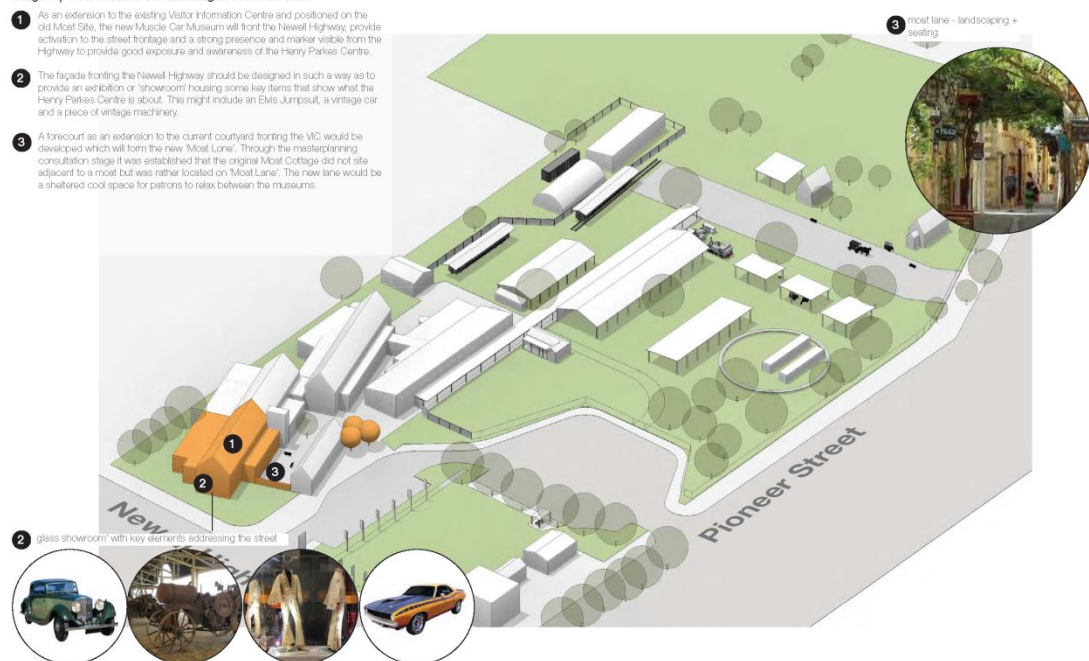 1 As an extension to the existing Visitor Information Centre and positioned on the
old Moat Site, the new Muscle Car Museum will front the Newell Highway, provide
activation to the street frontage and a strong presence and marker visible from the
Highway to provide good exposure and awareness of the Henry Parkes Centre.
2 The façade fronting the Newell Highway should be designed in such a way as to
provide an exhibition or 'showroom' housing some key items that show what the
Henry Parkes Centre is about. This might include an Elvis Jumpsuit, a vintage car
and a piece of vintage machinery.
3 A forecourt as an extension to the current courtyard fronting the VIC would be
developed which will form the new 'Moat Lone'. Through the masterplanning
consultation stage it was established that the original Moat Cottage did not site
adjacent to a moat but was rather located on 'Moat Lane'. The new lane would be
a sheltered cool space for patrons to relax between the museums.
3 moat lane - landscaping +
seating
1
3
2
Pioneer Street
2 glass showroom' with key elements addressing the street